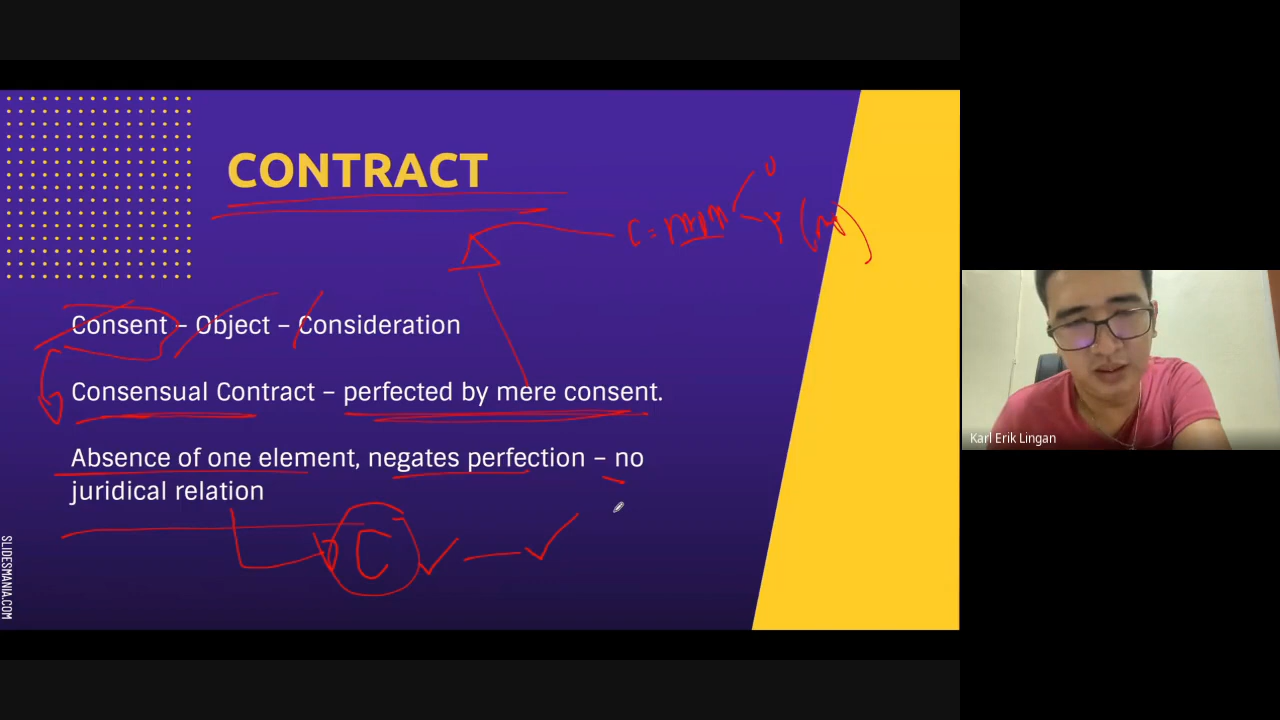 CONTRACT
Consent - Object – Consideration
Consensual Contract – perfected by mere consent.
Absence of one element, negates perfection – no
juridical relation
C
SLIDESMANIA.COM
Karl Erik Lingan